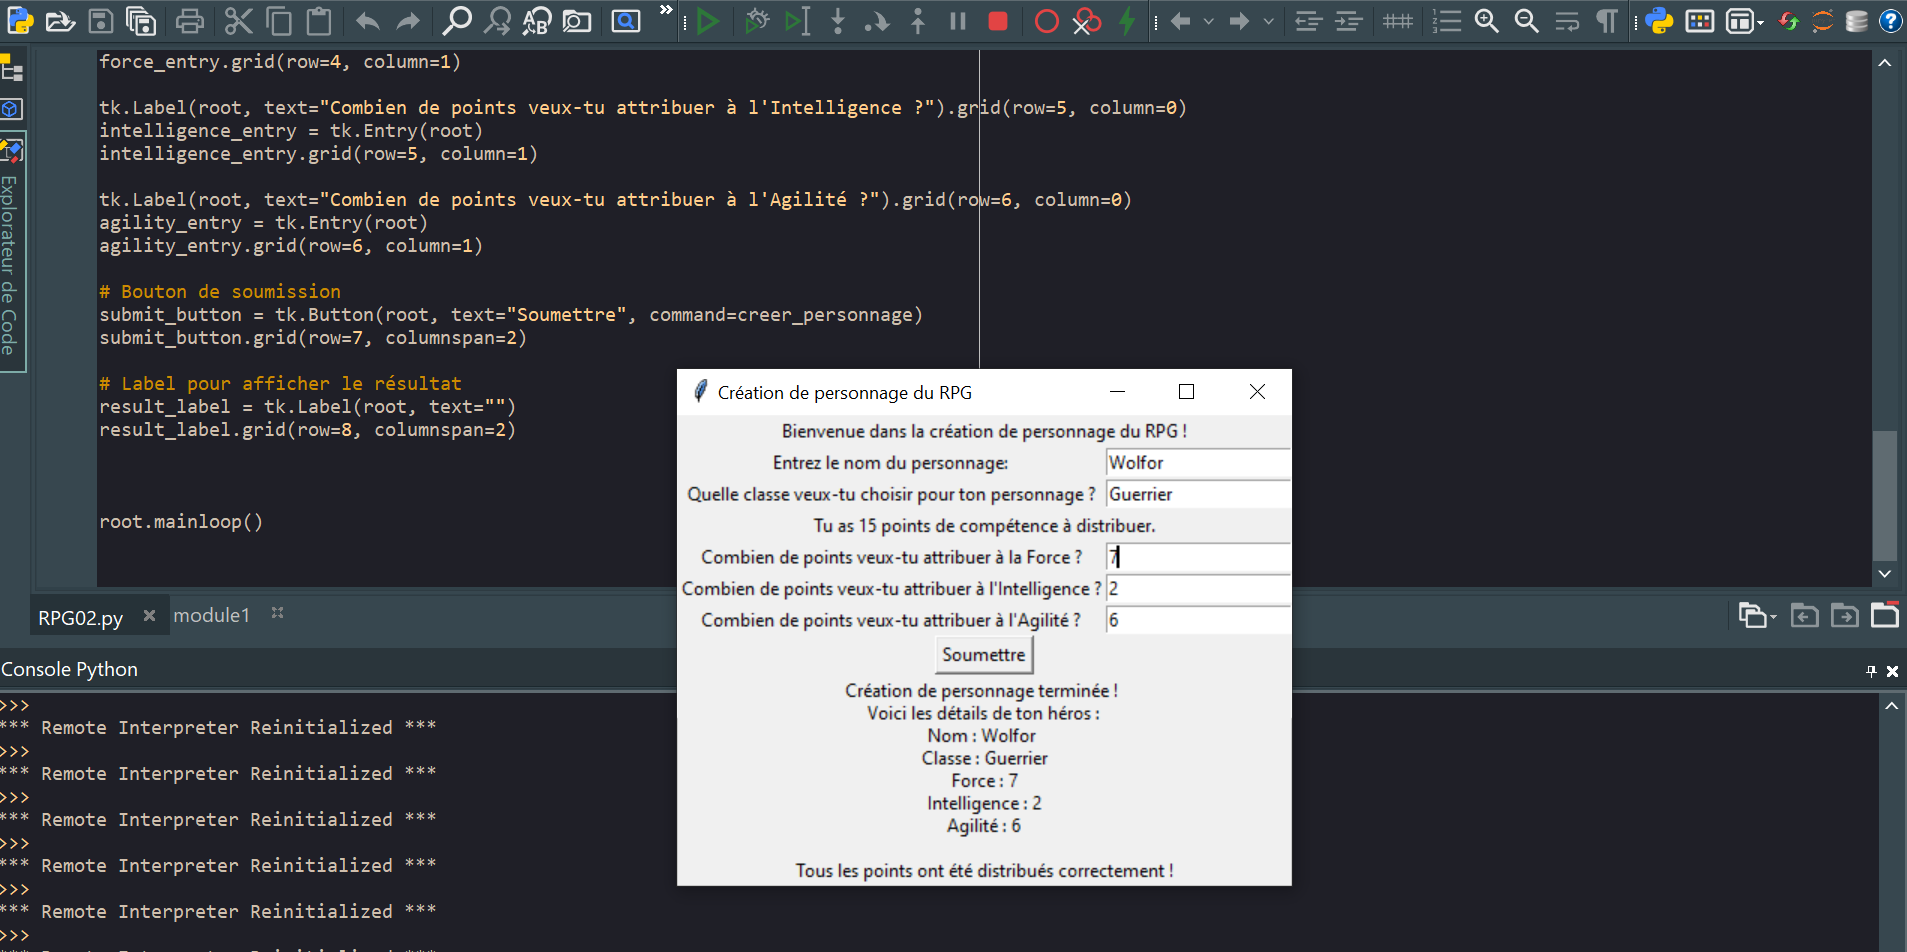 force_entry.grid(row=4, column=1)
tk.Label(root, text="Combien de points veux-tu attribuer à l'Intelligence ?").grid(row=5, column=0)
intelligence_entry = tk.Entry(root)
intelligence_entry.grid(row=5, column=1)
tk.Label(root, text="Combien de points veux-tu attribuer à l'Agilité ?").grid(row=6, column=0)
agility_entry = tk.Entry(root)
agility_entry.grid(row=6, column=1)
# Bouton de soumission
submit_button = tk.Button(root, text="Soumettre", command=creer_personnage)
submit_button.grid(row=7, columnspan=2)
# Label pour afficher le résultat
result_label = tk.Label(root, text="")
result_label.grid(row=8, columnspan=2)
root.mainloop()
Explorateur de Code
RPG02.py
module1
Création de personnage du RPG
Bienvenue dans la création de personnage du RPG !
Entrez le nom du personnage: Wolfor
Quelle classe veux-tu choisir pour ton personnage ? Guerrier
Tu as 15 points de compétence à distribuer.
Combien de points veux-tu attribuer à la Force ? 7
Combien de points veux-tu attribuer à l'Intelligence ? 2
Combien de points veux-tu attribuer à l'Agilité ? 6
Soumettre
Création de personnage terminée !
Voici les détails de ton héros :
Nom : Wolfor
Classe : Guerrier
Force : 7
Intelligence : 2
Agilité : 6
Tous les points ont été distribués correctement !
Console Python
>>>
*** Remote Interpreter Reinitialized ***
>>>
*** Remote Interpreter Reinitialized ***
>>>
*** Remote Interpreter Reinitialized ***
>>>
*** Remote Interpreter Reinitialized ***
>>>
*** Remote Interpreter Reinitialized ***
>>>
*** Remote Interpreter Reinitialized ***